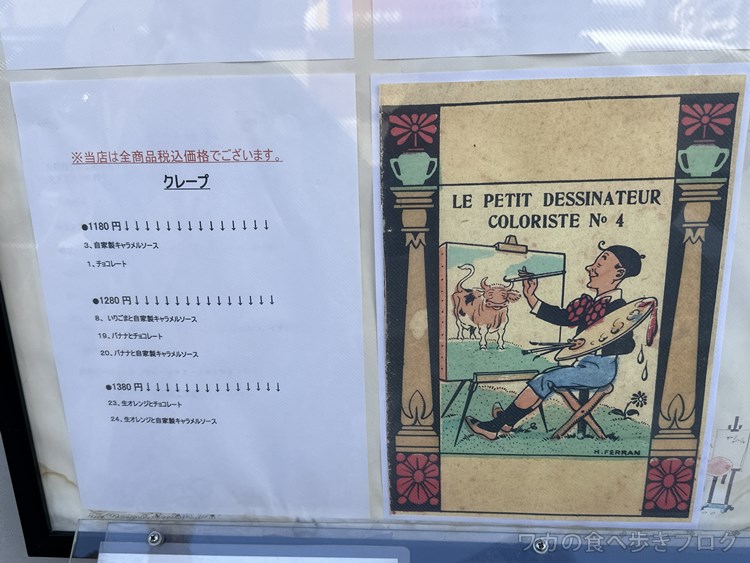 ※当店は全商品税込価格でございます。
クレープ
●1180円↓↓↓↓↓↓↓↓↓↓↓↓↓↓
3、自家製キャラメルソース
1、チョコレート
●1280円↓↓↓↓↓↓↓↓↓↓↓↓↓↓
8、いりごまと自家製キャラメルソース
19、バナナとチョコレート
20、バナナと自家製キャラメルソース
●1380円↓↓↓↓↓↓↓↓↓↓↓↓↓↓
23、生オレンジとチョコレート
24、生オレンジと自家製キャラメルソース
LE PETIT DESSINATEUR
COLORISTE No 4
H. FERRAN
ワカの食べ歩きブログ